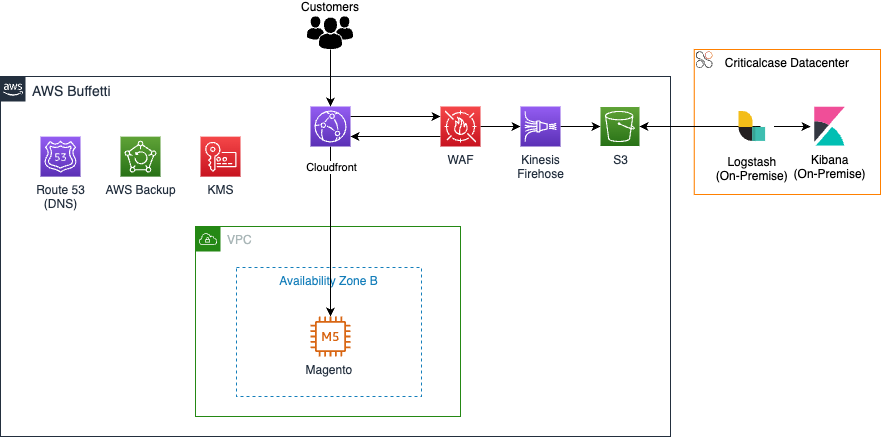 Customers
aws
AWS Buffetti
Criticalcase Datacenter
53
Route 53
(DNS)
AWS Backup
KMS
Cloudfront
WAF
Kinesis
Firehose
S3
Logstash
(On-Premise)
Kibana
(On-Premise)
VPC
Availability Zone B
M5
Magento